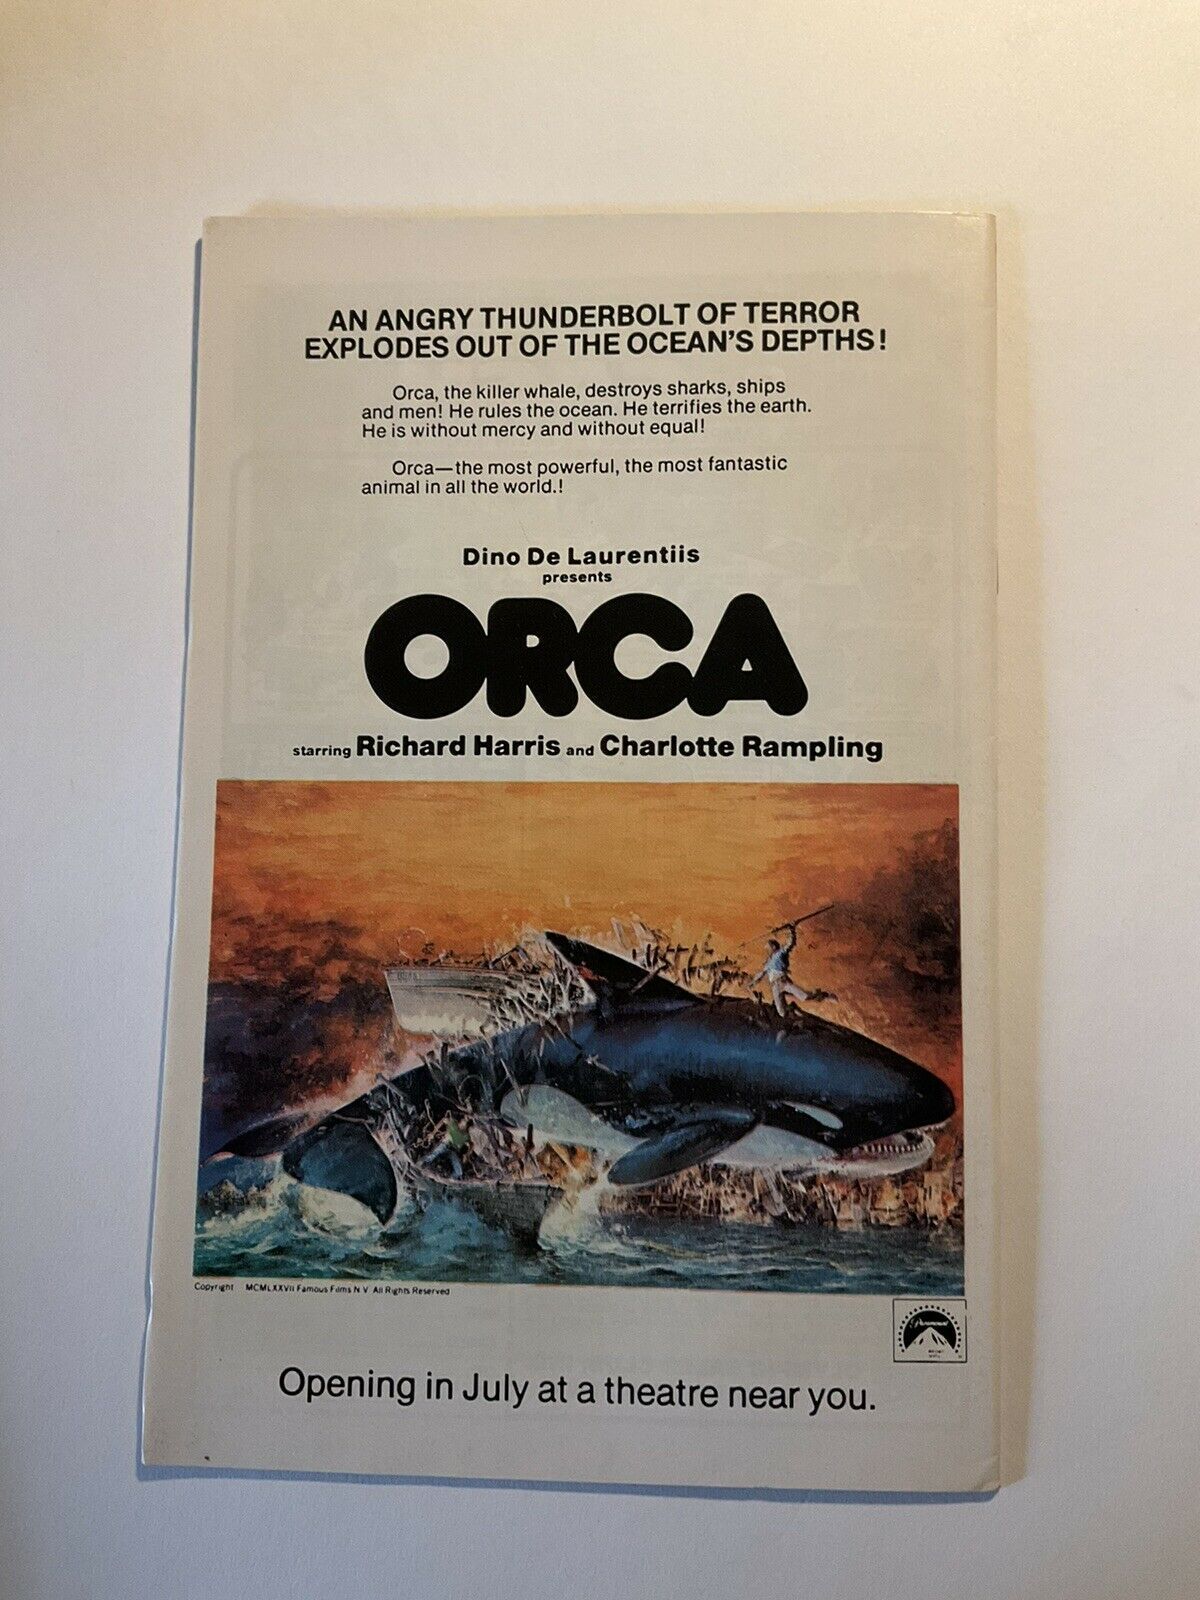 AN ANGRY THUNDERBOLT OF TERROR
EXPLODES OUT OF THE OCEAN'S DEPTHS!
Orca, the killer whale, destroys sharks, ships
and men! He rules the ocean. He terrifies the earth.
He is without mercy and without equal!
Orca—the most powerful, the most fantastic
animal in all the world.!
Dino De Laurentiis
presents
ORCA
starring Richard Harris and Charlotte Rampling
Copyright MCMLXXVII Famous Films N V All Rights Reserved
Paramount
Opening in July at a theatre near you.